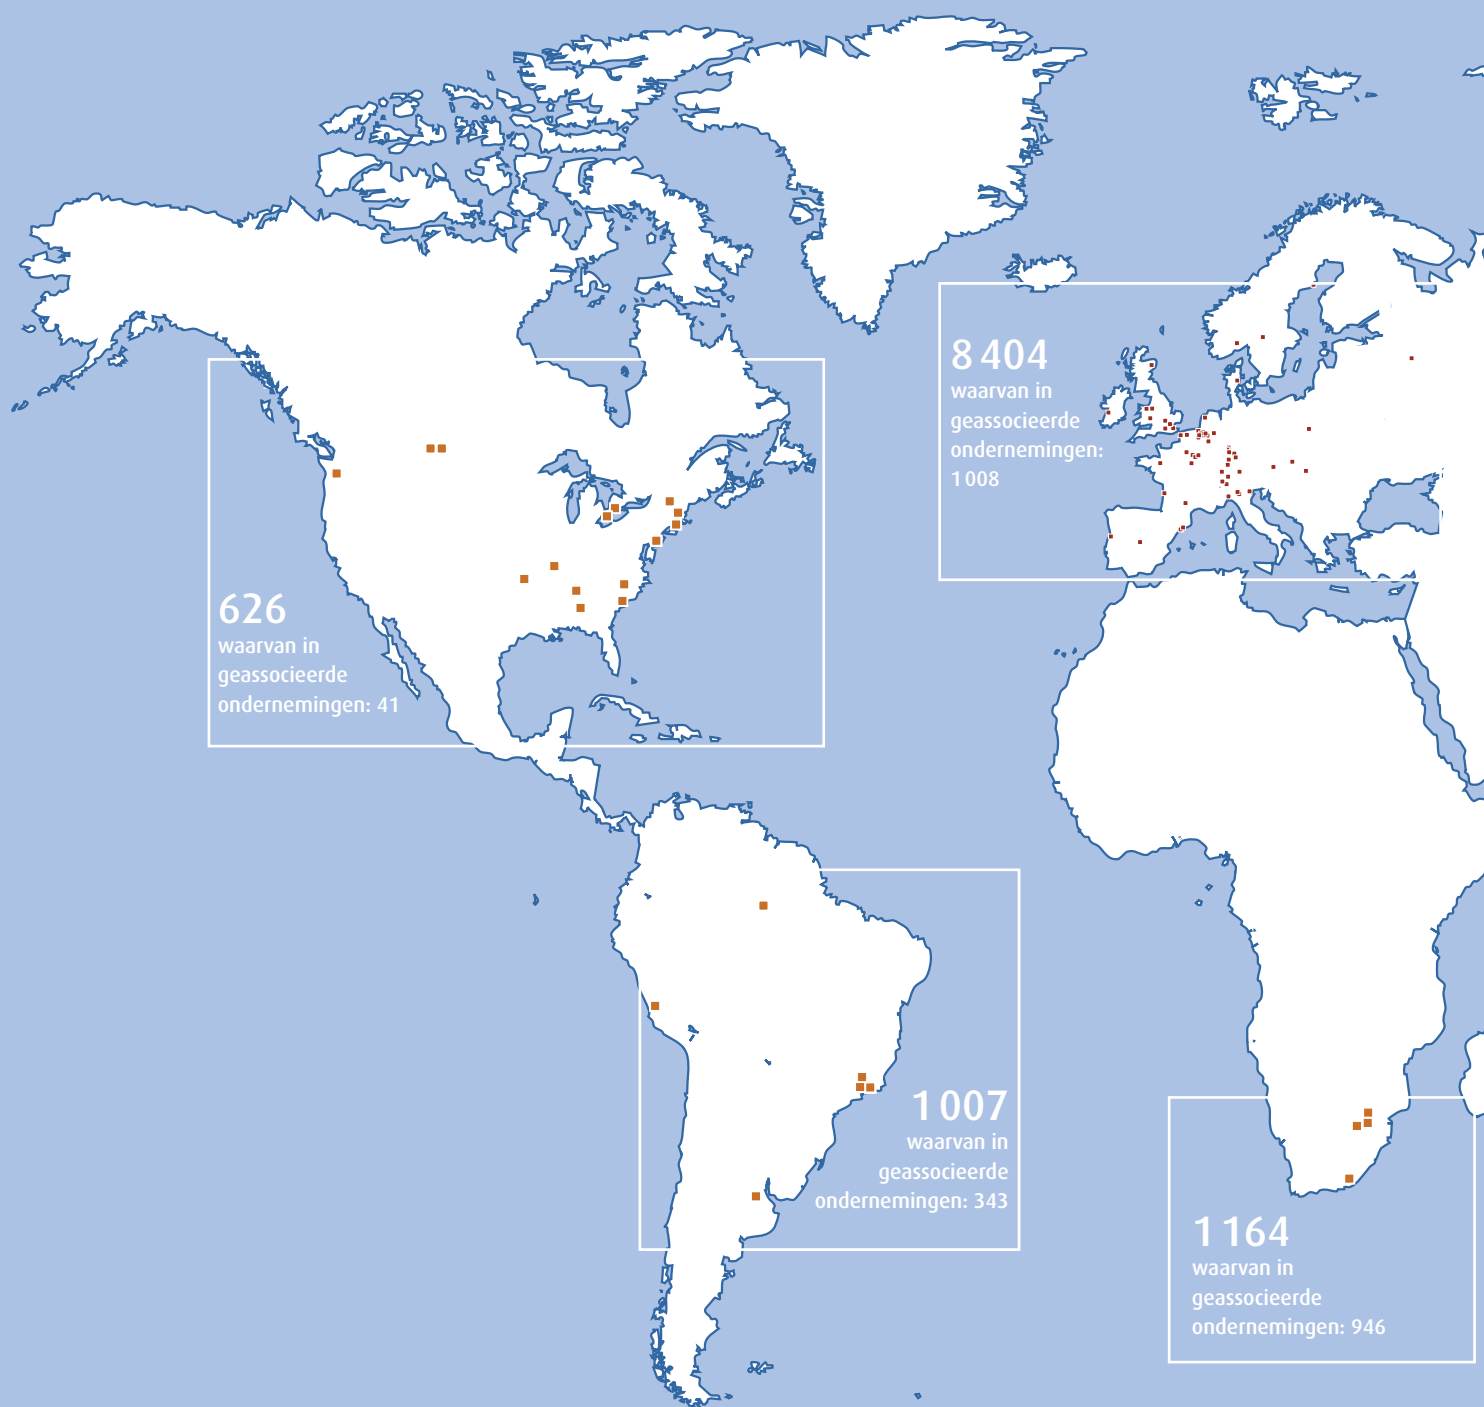 8 404
waarvan in
geassocieerde
ondernemingen:
1 008
626
waarvan in
geassocieerde
ondernemingen: 41
1 007
waarvan in
geassocieerde
ondernemingen: 343
1 164
waarvan in
geassocieerde
ondernemingen: 946